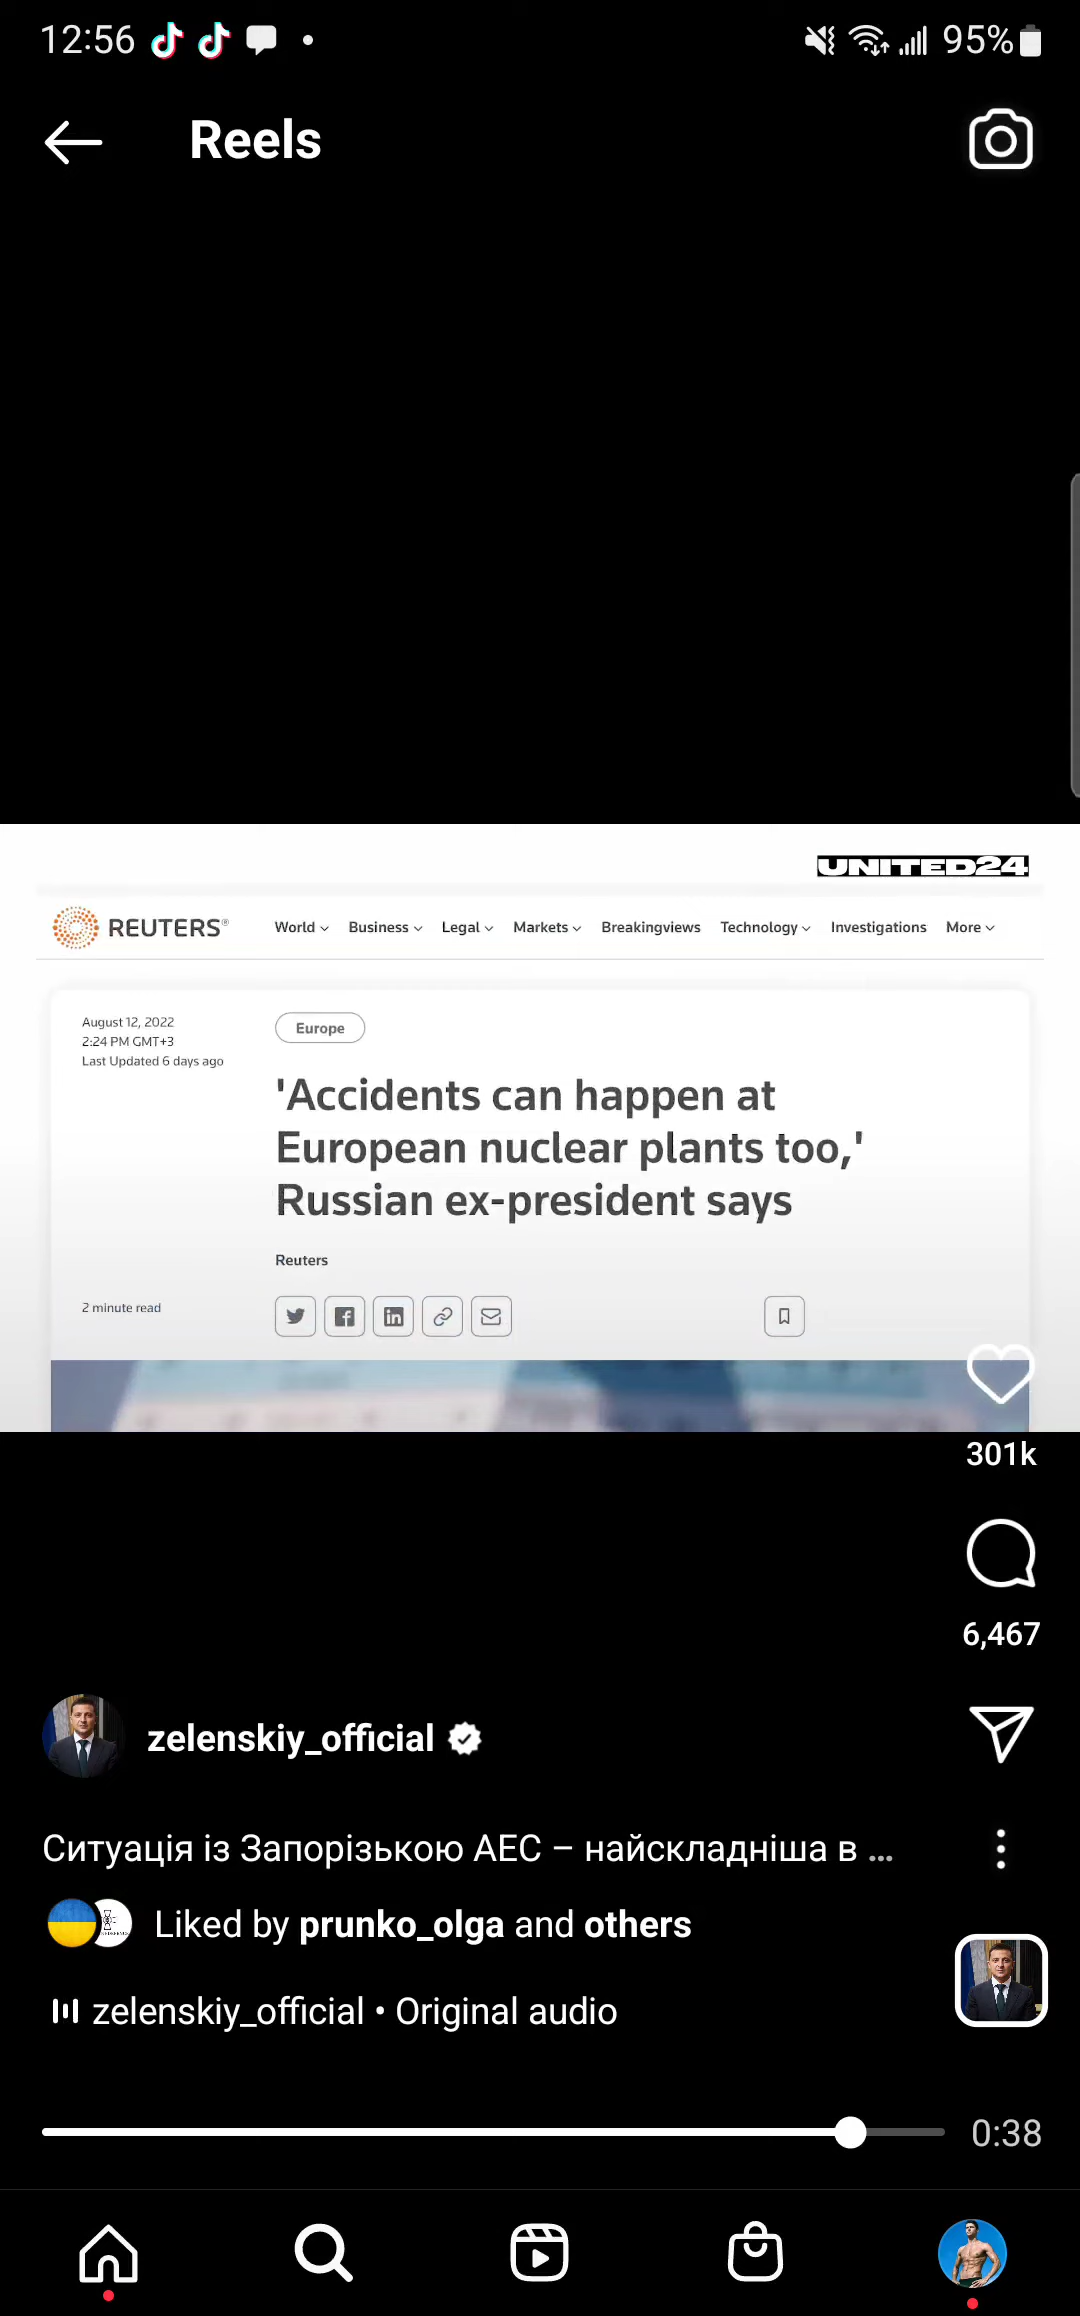 12:56
95%
Reels
UNITED24
REUTERS®
World Business Legal Markets Breakingviews Technology Investigations More
August 12, 2022
2:24 PM GMT+3
Last Updated 6 days ago
Europe
'Accidents can happen at
European nuclear plants too,'
Russian ex-president says
Reuters
2 minute read
301k
6,467
zelenskiy_official
Ситуація із Запорізькою АЕС – найскладніша в ...
Liked by prunko_olga and others
zelenskiy_official • Original audio
0:38